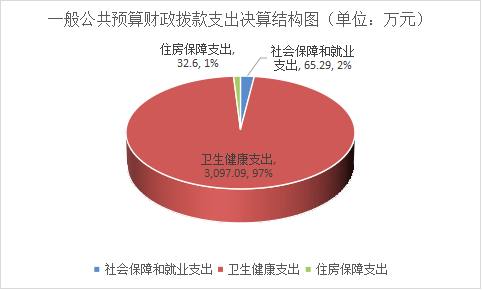 一般公共预算财政拨款支出决算结构图（单位：万元）
住房保障支出,
32.6, 1%
社会保障和就业
支出, 65.29, 2%
卫生健康支出,
3,097.09, 97%
社会保障和就业支出 卫生健康支出 住房保障支出